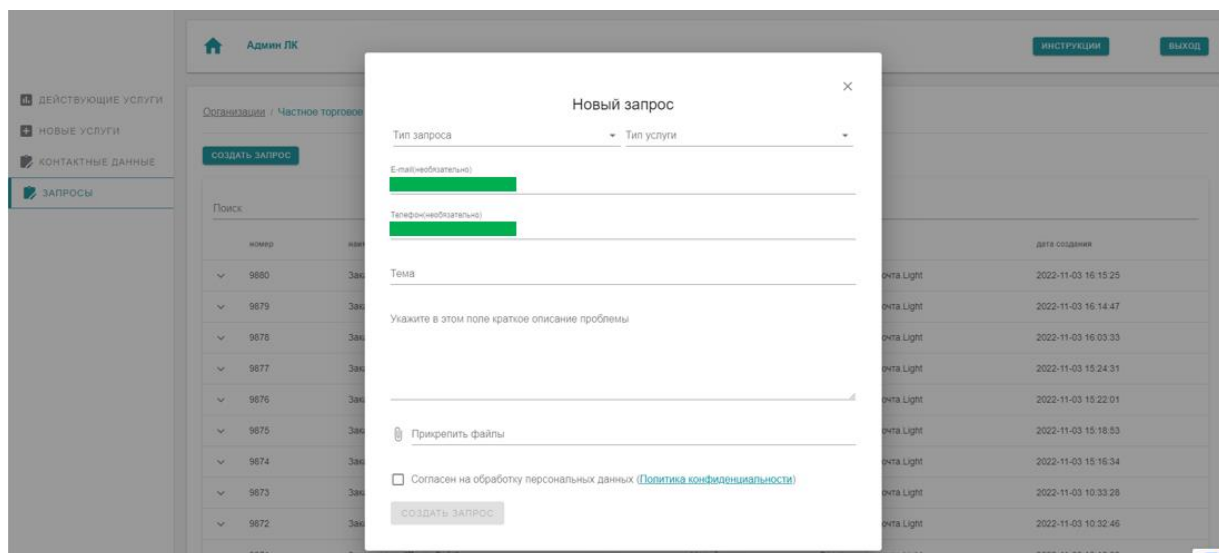 Админ ЛК
ИНСТРУКЦИИ
ВЫХОД
ДЕЙСТВУЮЩИЕ УСЛУГИ
НОВЫЕ УСЛУГИ
КОНТАКТНЫЕ ДАННЫЕ
ЗАПРОСЫ
Организации / Частное торговое
СОЗДАТЬ ЗАПРОС
Поиск
номер
дата создания
9880 2022-11-03 16:15:25
9879 2022-11-03 16:14:47
9878 2022-11-03 16:03:33
9877 2022-11-03 15:24:31
9876 2022-11-03 15:22:01
9875 2022-11-03 15:18:53
9874 2022-11-03 15:16:34
9873 2022-11-03 10:33:28
9872 2022-11-03 10:32:46
Новый запрос
Тип запроса
Тип услуги
E-mail(необязательно)
Телефон(необязательно)
Тема
Укажите в этом поле краткое описание проблемы
Прикрепить файлы
Согласен на обработку персональных данных (Политика конфиденциальности)
СОЗДАТЬ ЗАПРОС